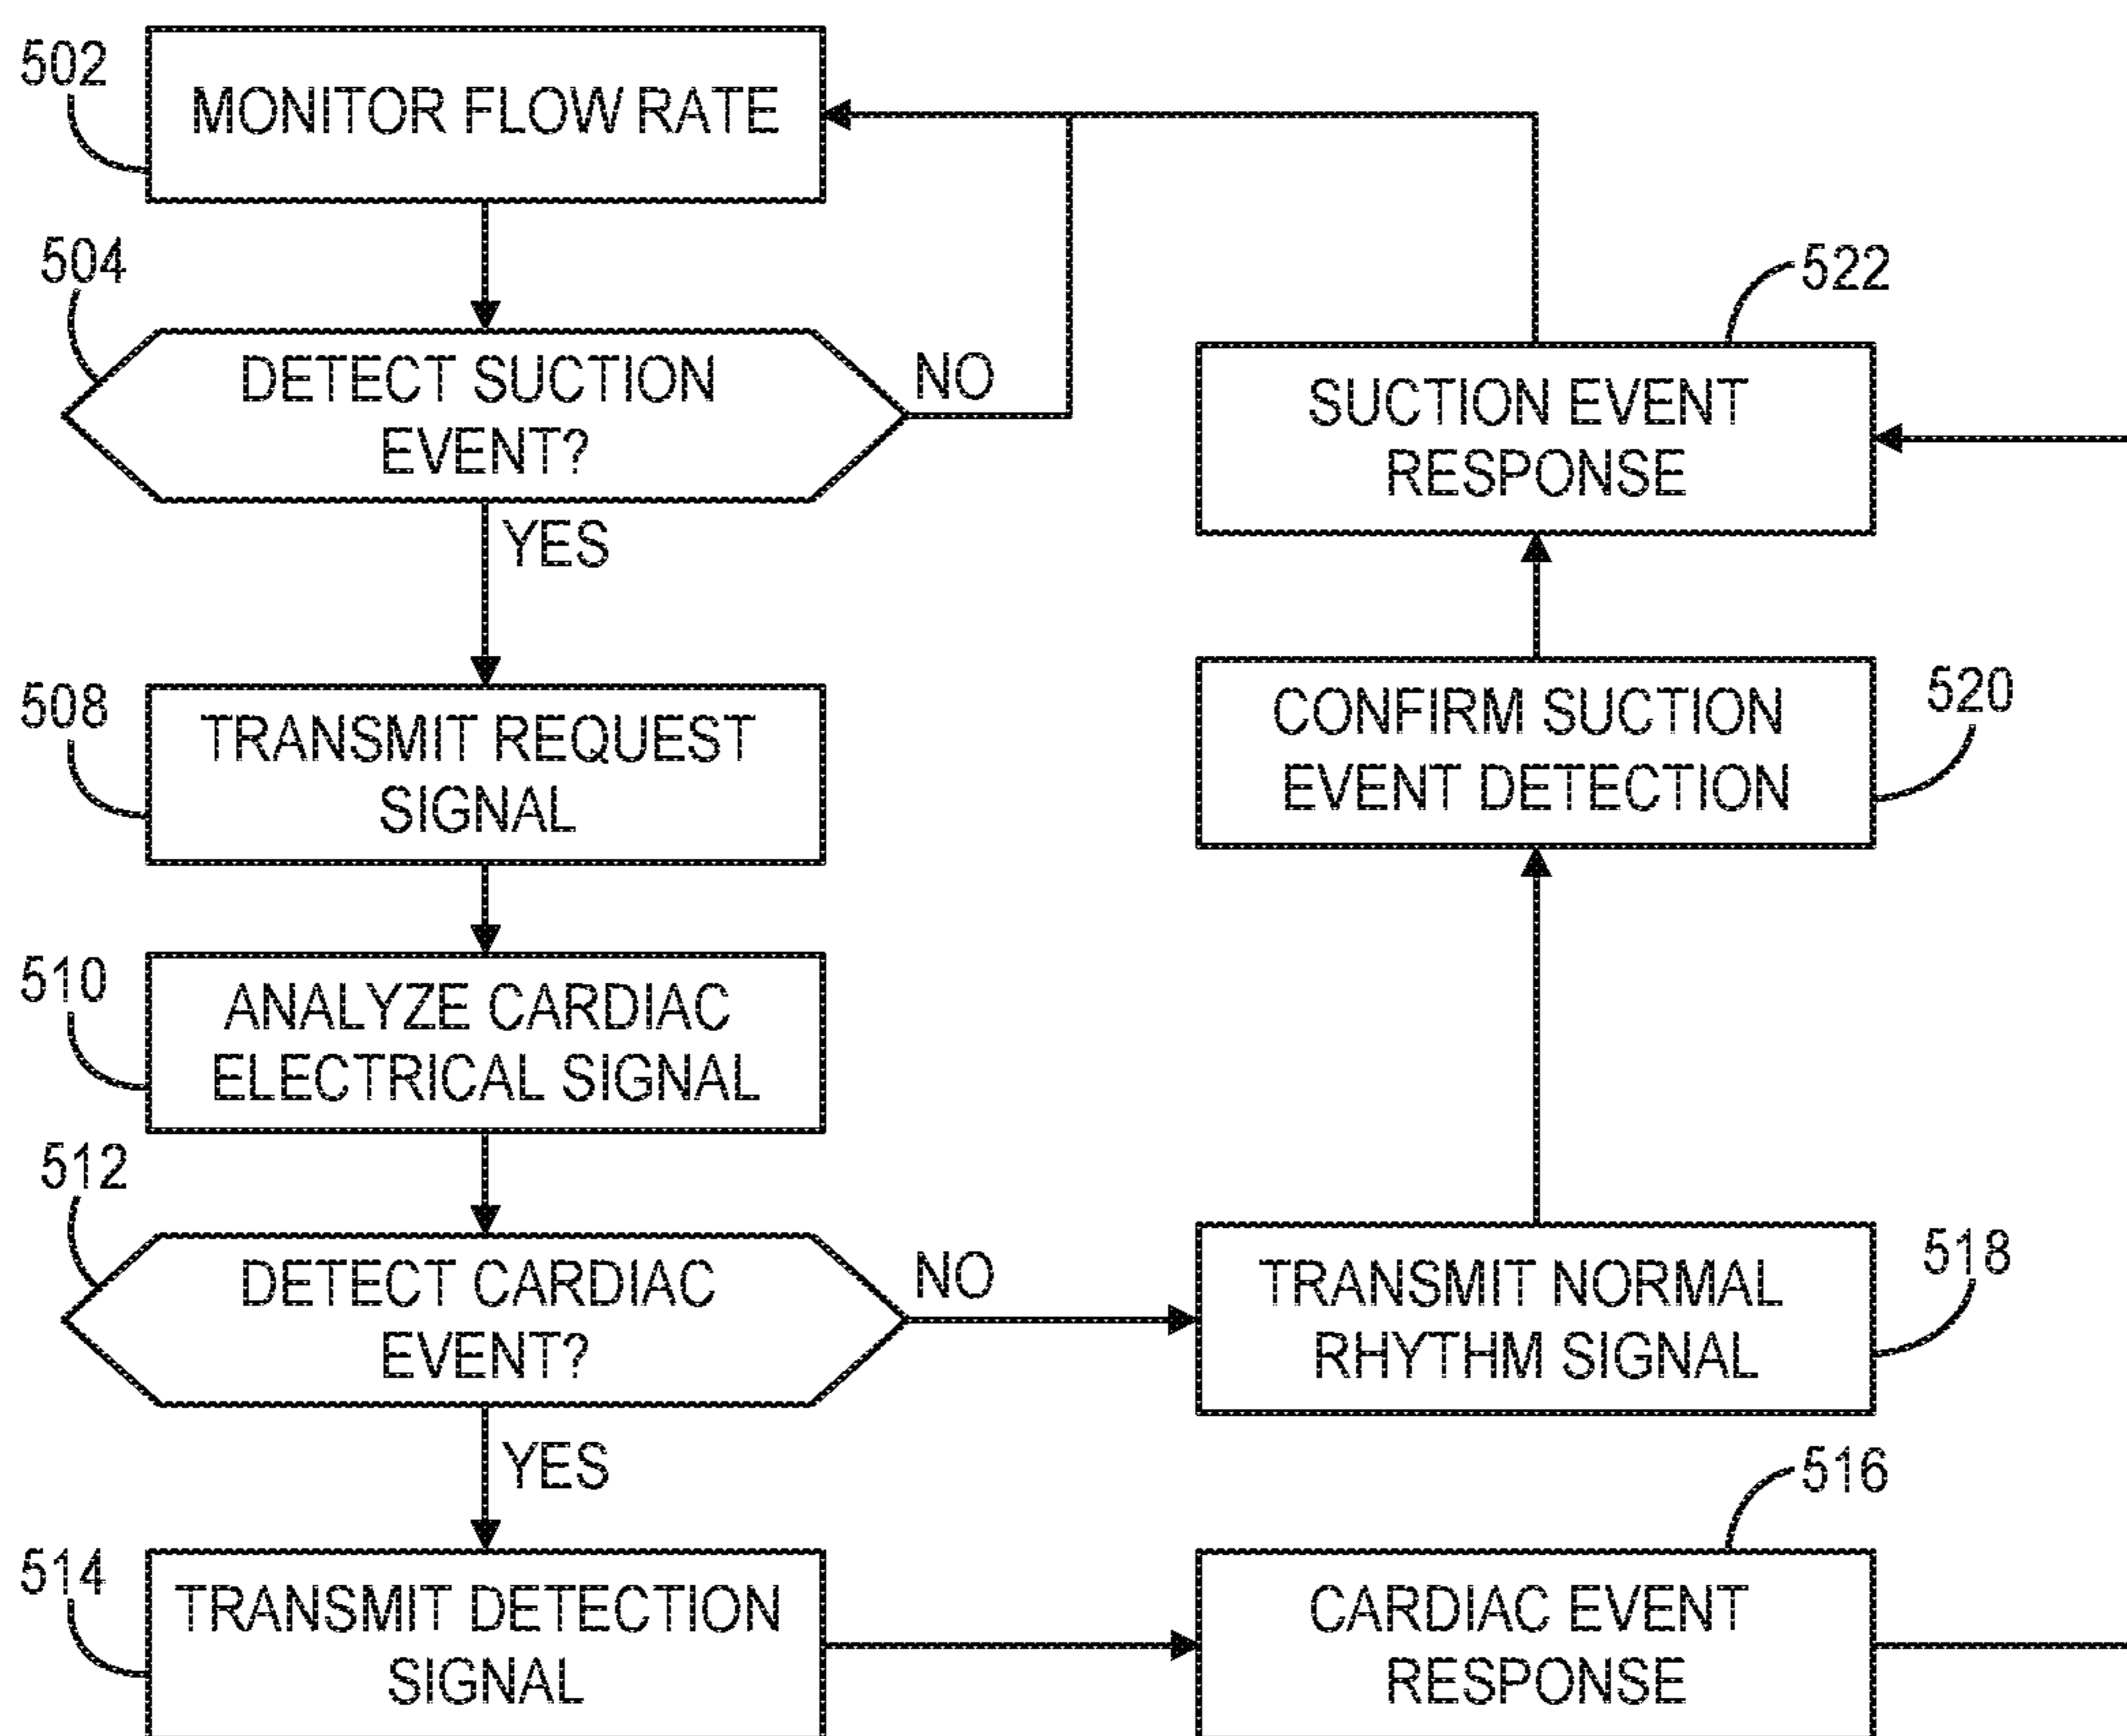 502
MONITOR FLOW RATE
504
DETECT SUCTION
EVENT?
NO
YES
508
TRANSMIT REQUEST
SIGNAL
510
ANALYZE CARDIAC
ELECTRICAL SIGNAL
512
DETECT CARDIAC
EVENT?
NO
YES
514
TRANSMIT DETECTION
SIGNAL
522
SUCTION EVENT
RESPONSE
520
CONFIRM SUCTION
EVENT DETECTION
518
TRANSMIT NORMAL
RHYTHM SIGNAL
516
CARDIAC EVENT
RESPONSE